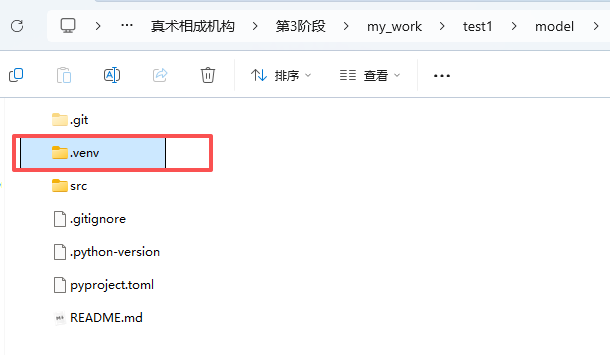 真术相成机构 > 第3阶段 > my_work > test1 > model >
排序 查看
.git
.venv
src
.gitignore
.python-version
pyproject.toml
README.md